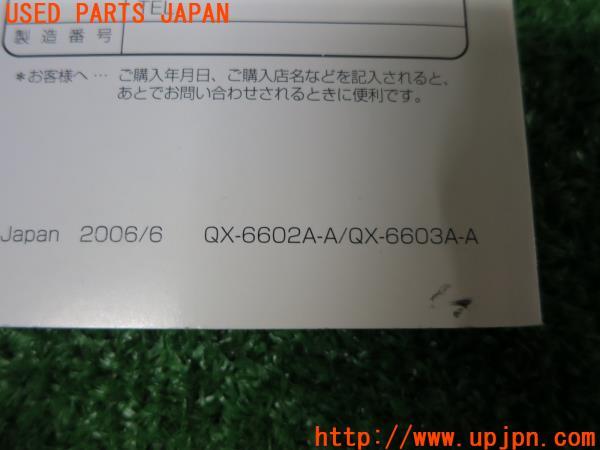 USED PARTS JAPAN
TEL
製造番号
*お客様へ… ご購入年月日、ご購入店名などを記入されると、
あとでお問い合わせされるときに便利です。
Japan 2006/6 QX-6602A-A/QX-6603A-A
http://www.upjpn.com